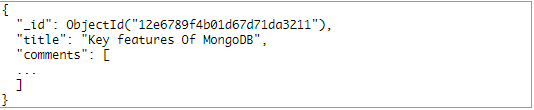 {
"_id": ObjectId("12e6789f4b01d67d71da3211"),
"title": "Key features Of MongoDB",
"comments": [
...
]
}